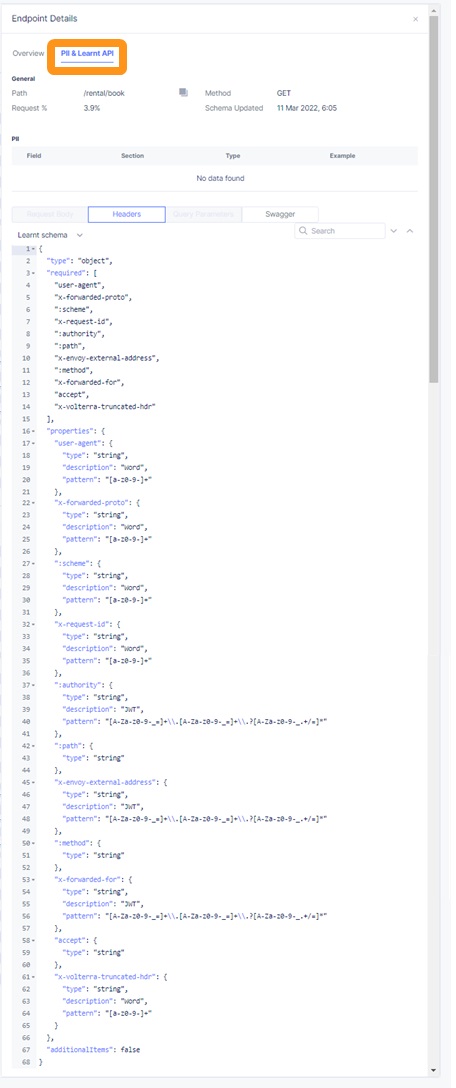 Endpoint Details
Overview PII & Learnt API
General
Path /rental/book Method GET
Request % 3.9% Schema Updated 11 Mar 2022, 6:05
PII
Field Section Type Example
No data found
Request Body Headers Query Parameters Swagger
Learnt schema Search
1 {
2 "type": "object",
3 "required": [
4 "user-agent",
5 "x-forwarded-proto",
6 ":scheme",
7 "x-request-id",
8 ":authority",
9 ":path",
10 "x-envoy-external-address",
11 ":method",
12 "x-forwarded-for",
13 "accept",
14 "x-volterra-truncated-hdr"
15 ],
16 "properties": {
17 "user-agent": {
18 "type": "string",
19 "description": "Word",
20 "pattern": "[a-z0-9-]+"
21 },
22 "x-forwarded-proto": {
23 "type": "string",
24 "description": "Word",
25 "pattern": "[a-z0-9-]+"
26 },
27 ":scheme": {
28 "type": "string",
29 "description": "Word",
30 "pattern": "[a-z0-9-]+"
31 },
32 "x-request-id": {
33 "type": "string",
34 "description": "Word",
35 "pattern": "[a-z0-9-]+"
36 },
37 ":authority": {
38 "type": "string",
39 "description": "JWT",
40 "pattern": "[A-Za-z0-9-_=]+\\.[A-Za-z0-9-_=]+\\.?[A-Za-z0-9-_.+/=]*"
41 },
42 ":path": {
43 "type": "string"
44 },
45 "x-envoy-external-address": {
46 "type": "string",
47 "description": "JWT",
48 "pattern": "[A-Za-z0-9-_=]+\\.[A-Za-z0-9-_=]+\\.?[A-Za-z0-9-_.+/=]*"
49 },
50 ":method": {
51 "type": "string"
52 },
53 "x-forwarded-for": {
54 "type": "string",
55 "description": "JWT",
56 "pattern": "[A-Za-z0-9-_=]+\\.[A-Za-z0-9-_=]+\\.?[A-Za-z0-9-_.+/=]*"
57 },
58 "accept": {
59 "type": "string"
60 },
61 "x-volterra-truncated-hdr": {
62 "type": "string",
63 "description": "Word",
64 "pattern": "[a-z0-9-]+"
65 }
66 },
67 "additionalItems": false
68 }